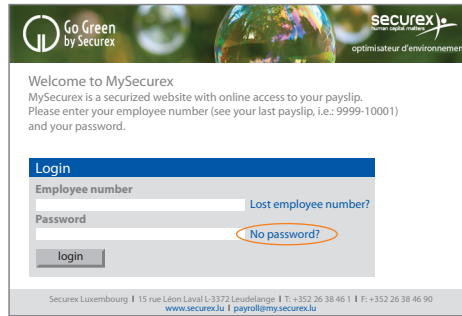 Go Green
by Securex
securex
human capital matters
optimisateur d'environnemen
Welcome to MySecurex
MySecurex is a securized website with online access to your payslip.
Please enter your employee number (see your last payslip, i.e.: 9999-10001)
and your password.
Login
Employee number
Lost employee number?
Password
No password?
login
Securex Luxembourg I 15 rue Léon Laval L-3372 Leudelange I T: +352 26 38 46 1 I F: +352 26 38 46 90
www.securex.lu I payroll@my.securex.lu